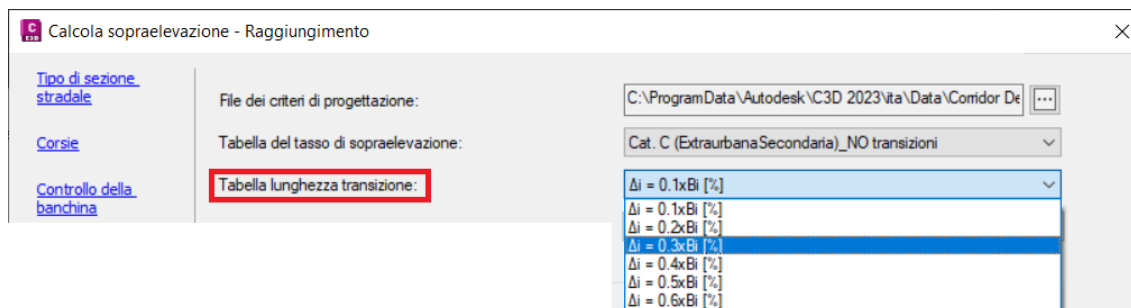 C
C3D
Calcola sopraelevazione - Raggiungimento
Tipo di sezione
stradale
File dei criteri di progettazione:
C:\ProgramData\Autodesk\C3D 2023\ita\Data\Corridor De
...
Corsie
Tabella del tasso di sopraelevazione:
Cat. C (ExtraurbanaSecondaria)_NO transizioni
Controllo della
banchina
Tabella lunghezza transizione:
Δi = 0.1xBi [%]
Δi = 0.1xBi [%]
Δi = 0.2xBi [%]
Δi = 0.3xBi [%]
Δi = 0.4xBi [%]
Δi = 0.5xBi [%]
Δi = 0.6xBi [%]